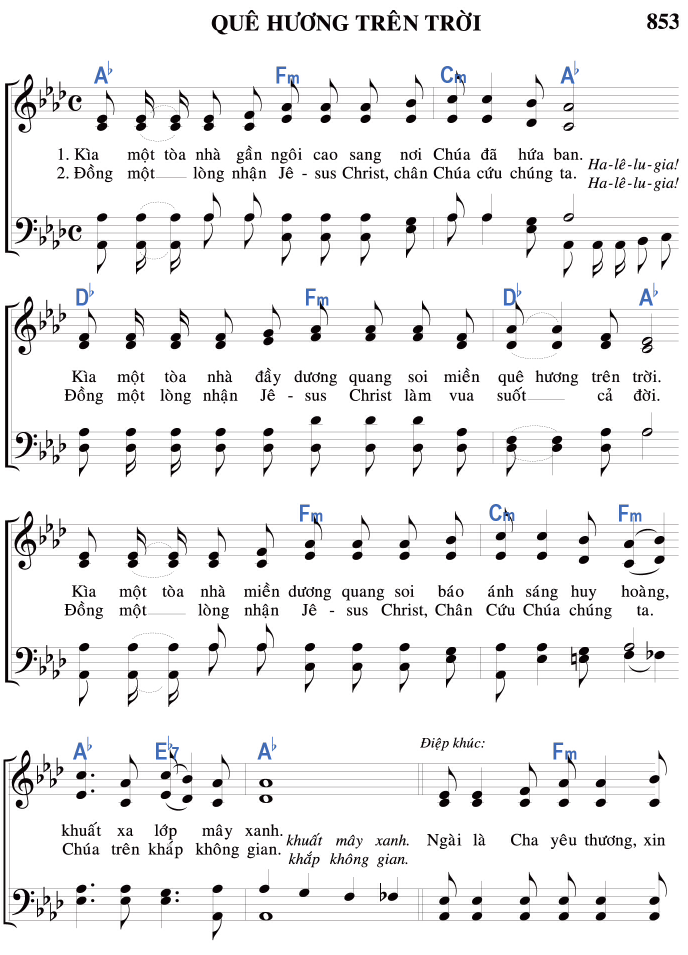 QUÊ HƯƠNG TRÊN TRỜI 853
A♭ Fm Cm A♭
1. Kìa một tòa nhà gần ngôi cao sang nơi Chúa đã hứa ban. Ha-lê-lu-gia!
2. Đồng một lòng nhận Jê-sus Christ, chân Chúa cứu chúng ta. Ha-lê-lu-gia!
D♭ Fm D♭ A♭
Kìa một tòa nhà đầy dương quang soi miền quê hương trên trời.
Đồng một lòng nhận Jê-sus Christ làm vua suốt cả đời.
Fm Cm Fm
Kìa một tòa nhà miền dương quang soi báo ánh sáng huy hoàng,
Đồng một lòng nhận Jê-sus Christ, Chân Cứu Chúa chúng ta.
A♭ E♭7 A♭ Điệp khúc: Fm
khuất xa lớp mây xanh. khuất mây xanh. Ngài là Cha yêu thương, xin
Chúa trên khắp không gian. khắp không gian.